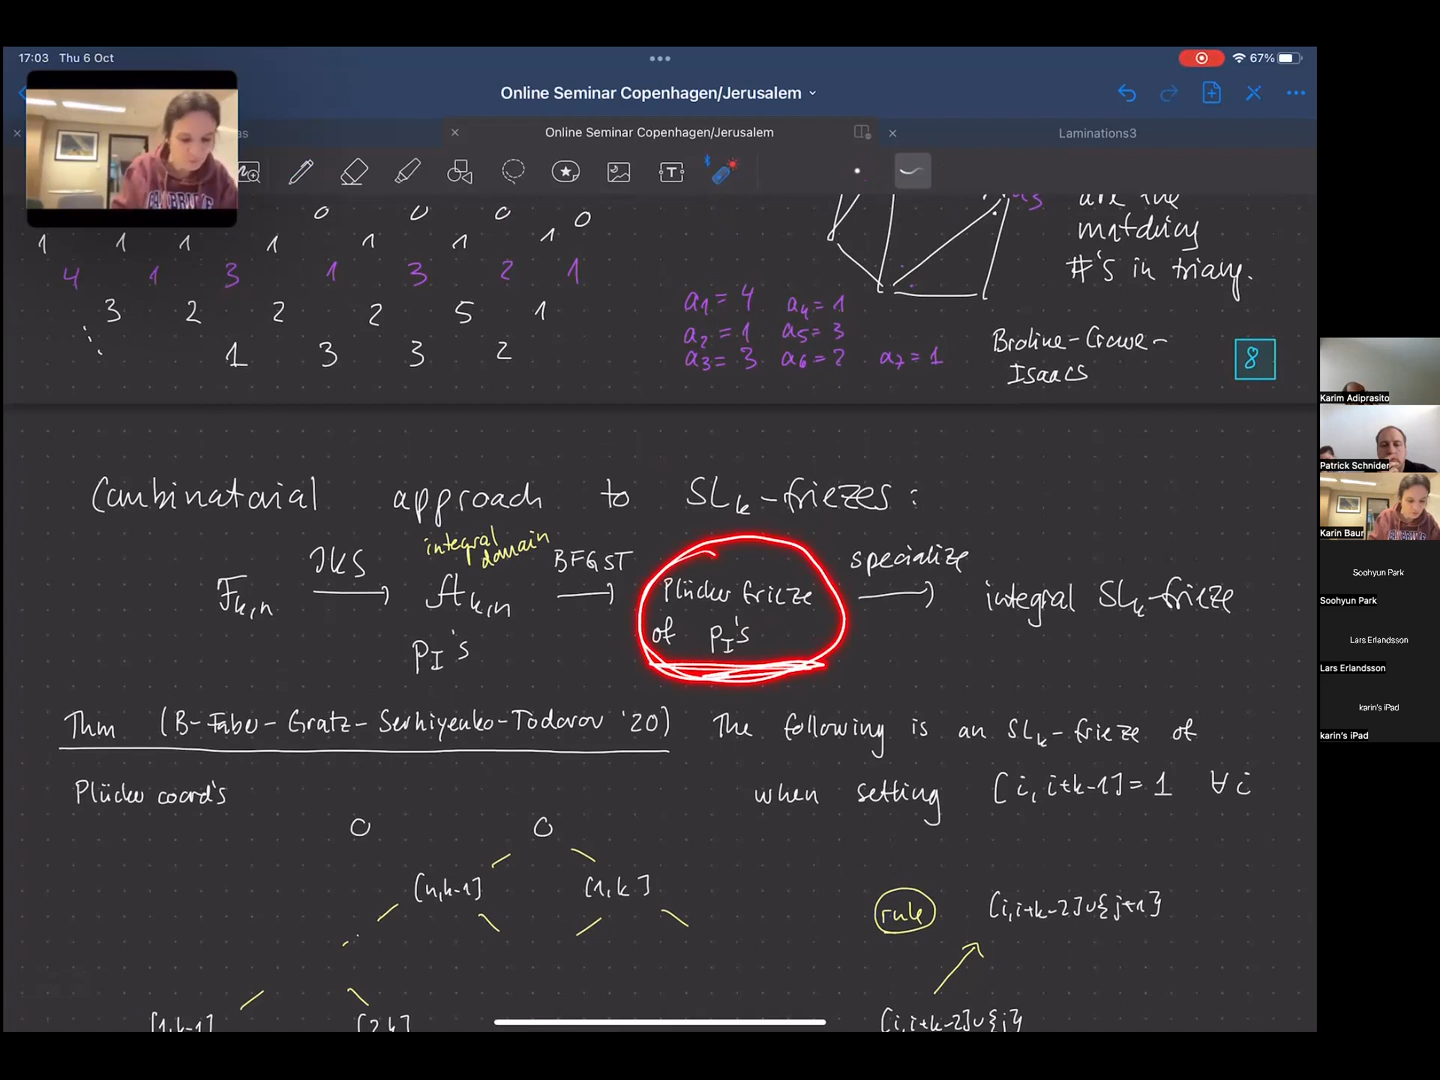 17:03 Thu 6 Oct
67%
Online Seminar Copenhagen/Jerusalem
as
Online Seminar Copenhagen/Jerusalem
Laminations3
0 0 0 0
1 1 1 1 1 1 1
4 1 3 1 3 2 1
3 2 2 2 5 1
1 3 3 2
a5
are the
matching
#'s in triang.
a1 = 4 a4 = 1
a2 = 1 a5 = 3
a3 = 3 a6 = 2 a7 = 1
Broline-Crowe-
Isaacs
8
Combinatorial approach to SLk-friezes:
integral
domain
JKS BFGST specialize
Fk,n Ak,n Plücker frieze integral SLk-frieze
pI's of pI's
Thm (B-Faber-Gratz-Serhiyenko-Todorov '20) The following is an SLk-frieze of
Plücker coord's when setting [i, i+k-1] = 1 ∀i
0 0
[n,k-1] [1,k]
rule [i,i+k-2]∪{j+1}
[1,k-1] [2,k] [i,i+k-2]∪{j}
Karim Adiprasito
Patrick Schnider
Karin Baur
Soohyun Park
Soohyun Park
Lars Erlandsson
Lars Erlandsson
karin's iPad
karin's iPad